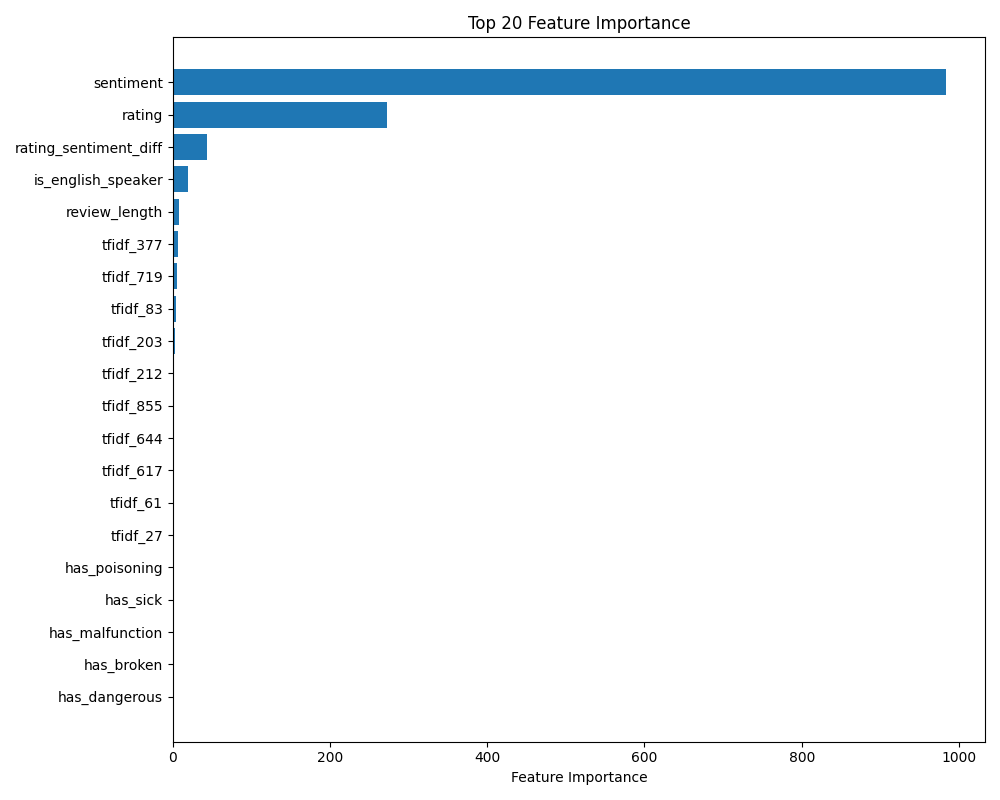 Top 20 Feature Importance
sentiment
rating
rating_sentiment_diff
is_english_speaker
review_length
tfidf_377
tfidf_719
tfidf_83
tfidf_203
tfidf_212
tfidf_855
tfidf_644
tfidf_617
tfidf_61
tfidf_27
has_poisoning
has_sick
has_malfunction
has_broken
has_dangerous
0 200 400 600 800 1000
Feature Importance